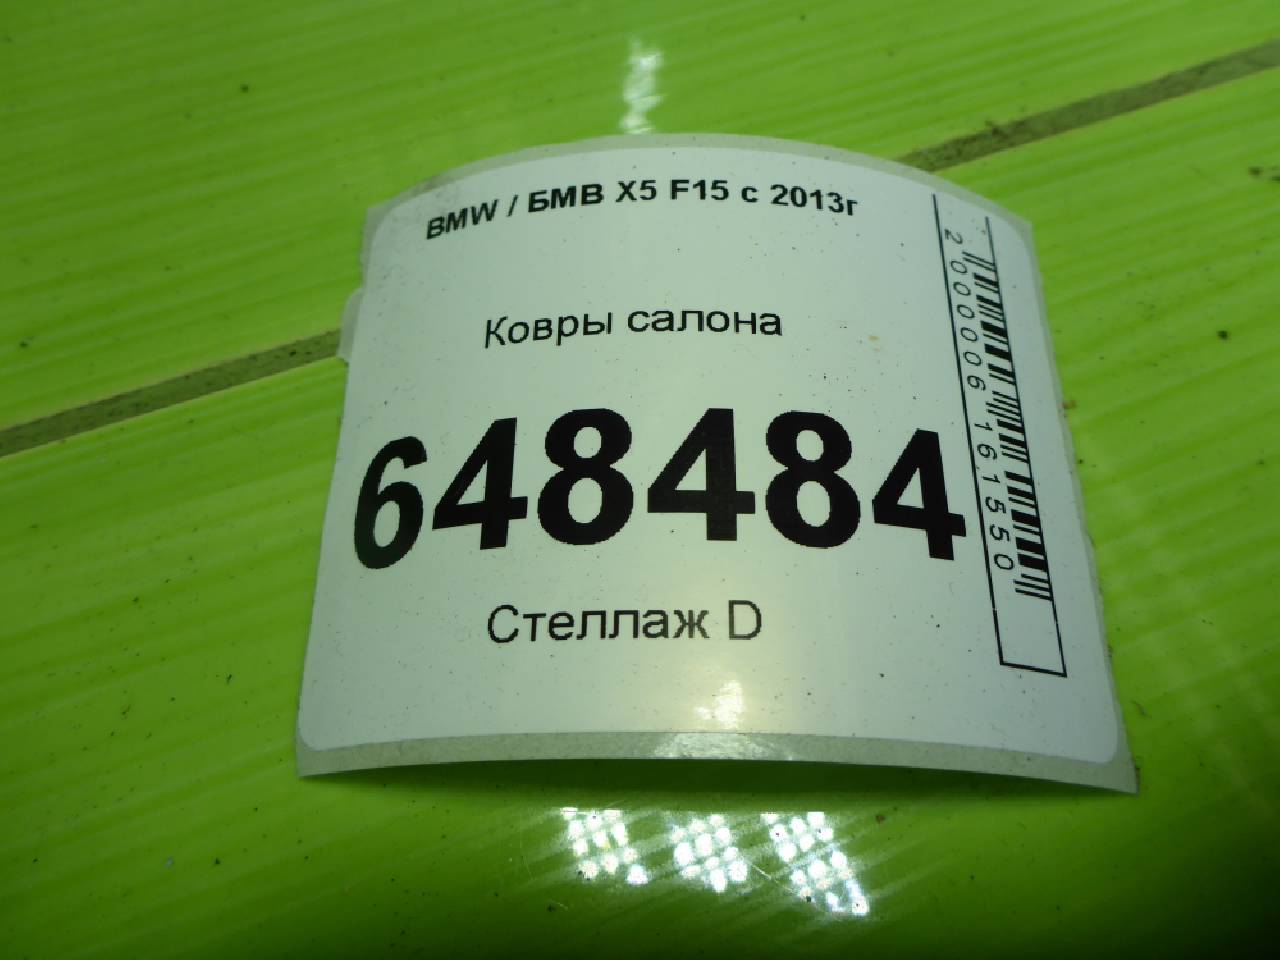 BMW / БМВ X5 F15 с 2013г
Ковры салона
648484
Стеллаж D
2000006161550